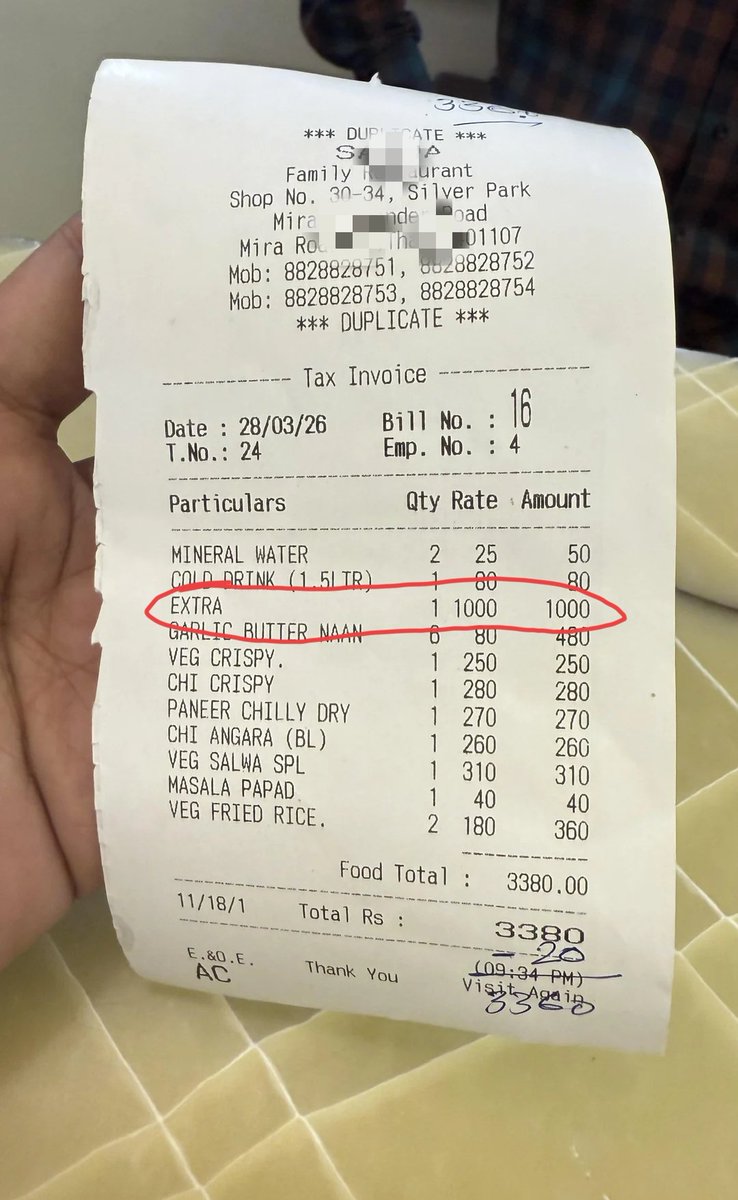 3360
*** DUPLICATE ***
Family Restaurant
Shop No. 30-34, Silver Park
Mira Road
Mira 01107
Mob: 8828828751, 8828828752
Mob: 8828828753, 8828828754
*** DUPLICATE ***
Tax Invoice
Date : 28/03/26 Bill No. : 16
T.No.: 24 Emp. No. : 4
Particulars Qty Rate Amount
MINERAL WATER 2 25 50
COLD DRINK (1.5LTR) 1 80 80
EXTRA 1 1000 1000
GARLIC BUTTER NAAN 6 80 480
VEG CRISPY. 1 250 250
CHI CRISPY 1 280 280
PANEER CHILLY DRY 1 270 270
CHI ANGARA (BL) 1 260 260
VEG SALWA SPL 1 310 310
MASALA PAPAD 1 40 40
VEG FRIED RICE. 2 180 360
Food Total : 3380.00
11/18/1 Total Rs : 3380
- 20
E.&O.E. Thank You (09:34 PM)
AC Visit Again
3360